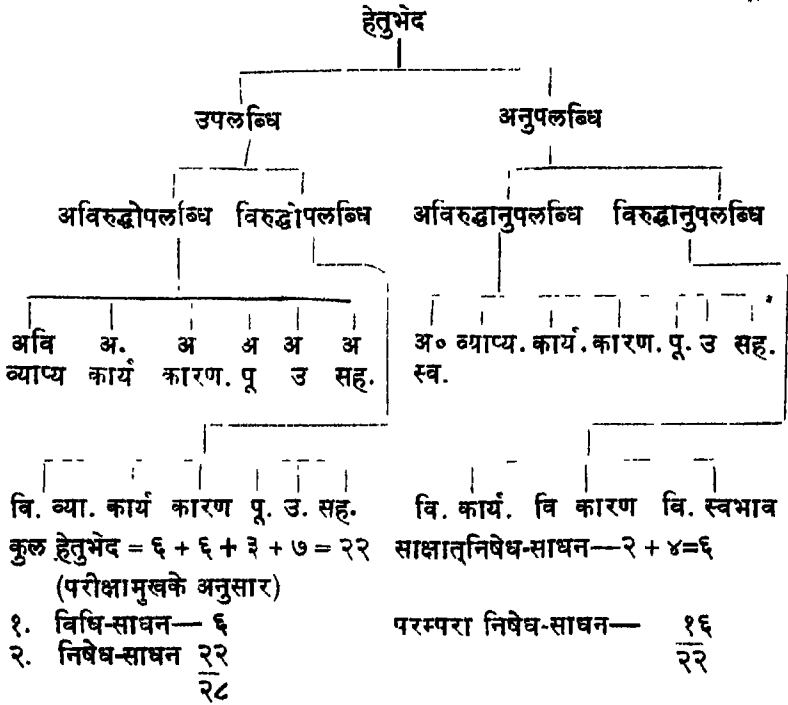 हेतुभेद
उपलब्धि अनुपलब्धि
अविरुद्धोपलब्धि विरुद्धोपलब्धि अविरुद्धानुपलब्धि विरुद्धानुपलब्धि
अवि अ. अ अ अ अ अ० व्याप्य. कार्य. कारण. पू. उ सह.
व्याप्य कार्य कारण. पू उ सह. स्व.
वि. व्या. कार्य कारण पू. उ. सह. वि. कार्य. वि कारण वि. स्वभाव
कुल हेतुभेद = ६ + ६ + ३ + ७ = २२ साक्षात्निषेध-साधन—२ + ४=६
(परीक्षामुखके अनुसार)
१. विधि-साधन— ६ परम्परा निषेध-साधन— १६
२. निषेध-साधन २२ २२
२८